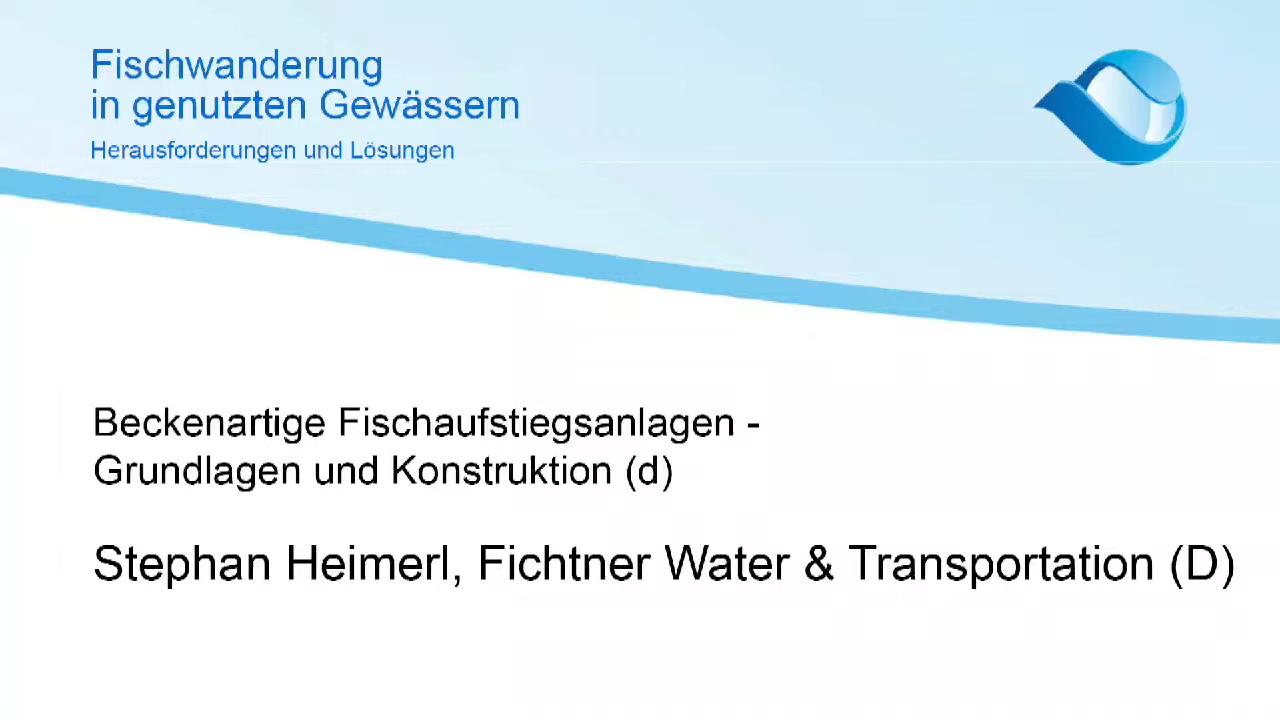 Fischwanderung
in genutzten Gewässern
Herausforderungen und Lösungen
Beckenartige Fischaufstiegsanlagen -
Grundlagen und Konstruktion (d)
Stephan Heimerl, Fichtner Water & Transportation (D)